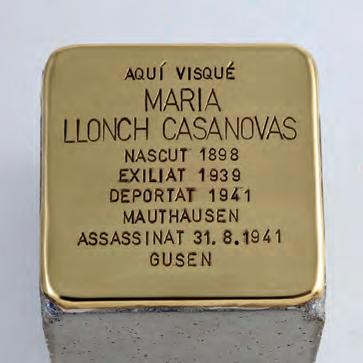 AQUÍ VISQUÉ
MARIA
LLONCH CASANOVAS
NASCUT 1898
EXILIAT 1939
DEPORTAT 1941
MAUTHAUSEN
ASSASSINAT 31.8.1941
GUSEN